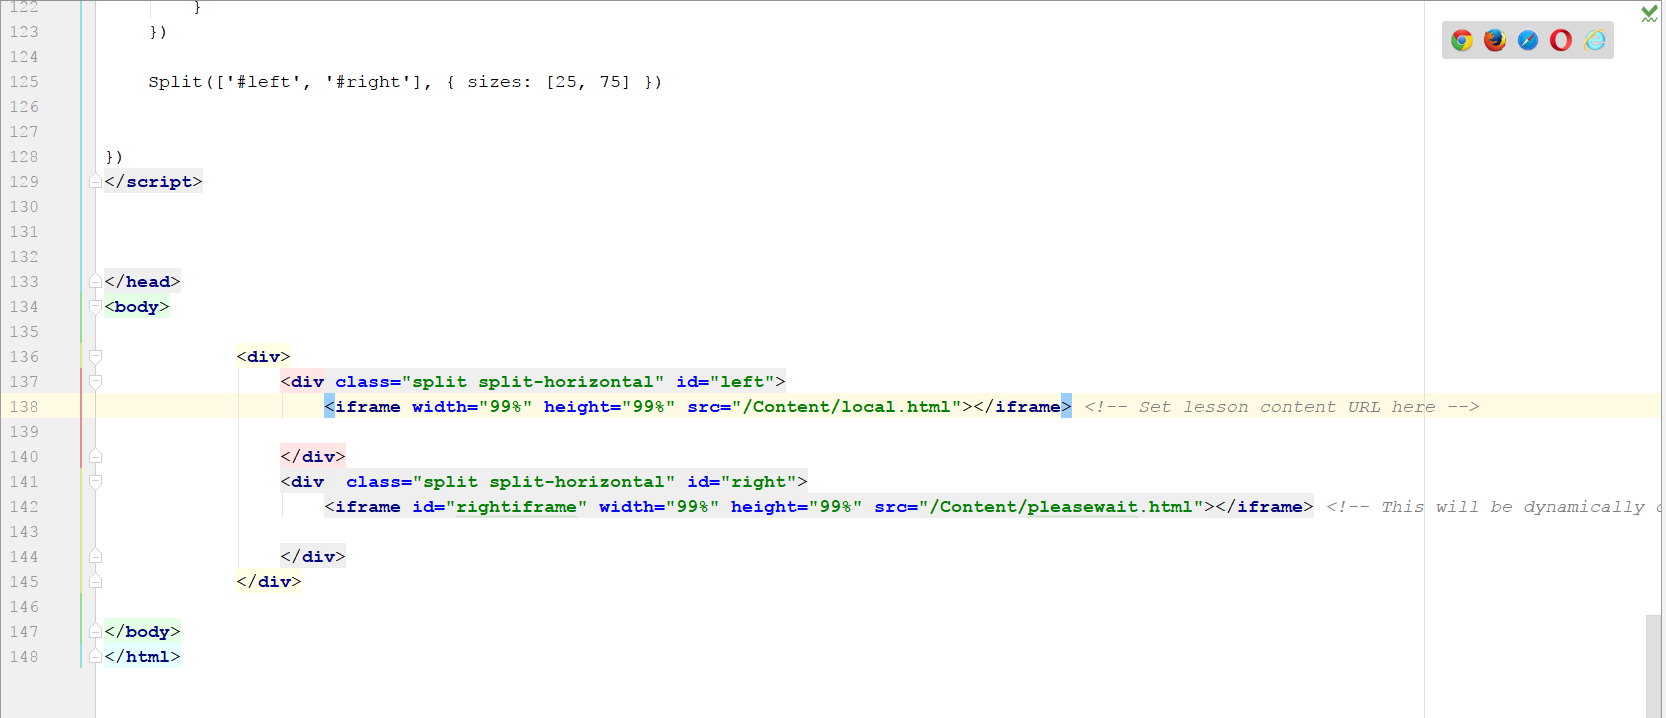 122 }
123 })
124
125 Split(['#left', '#right'], { sizes: [25, 75] })
126
127
128 })
129 </script>
130
131
132
133 </head>
134 <body>
135
136 <div>
137 <div class="split split-horizontal" id="left">
138 <iframe width="99%" height="99%" src="/Content/local.html"></iframe> <!-- Set lesson content URL here -->
139
140 </div>
141 <div  class="split split-horizontal" id="right">
142 <iframe id="rightiframe" width="99%" height="99%" src="/Content/pleasewait.html"></iframe> <!-- This will be dynamically
143
144 </div>
145 </div>
146
147 </body>
148 </html>